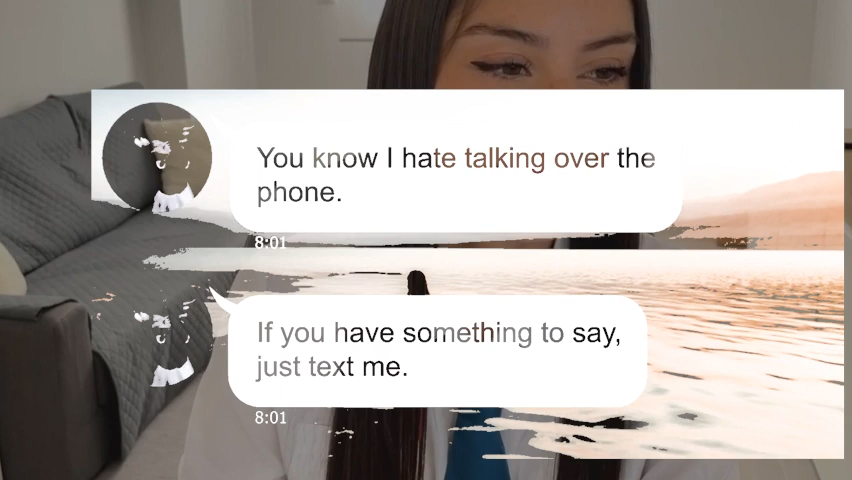 You know I hate talking over the
phone.
8:01
If you have something to say,
just text me.
8:01